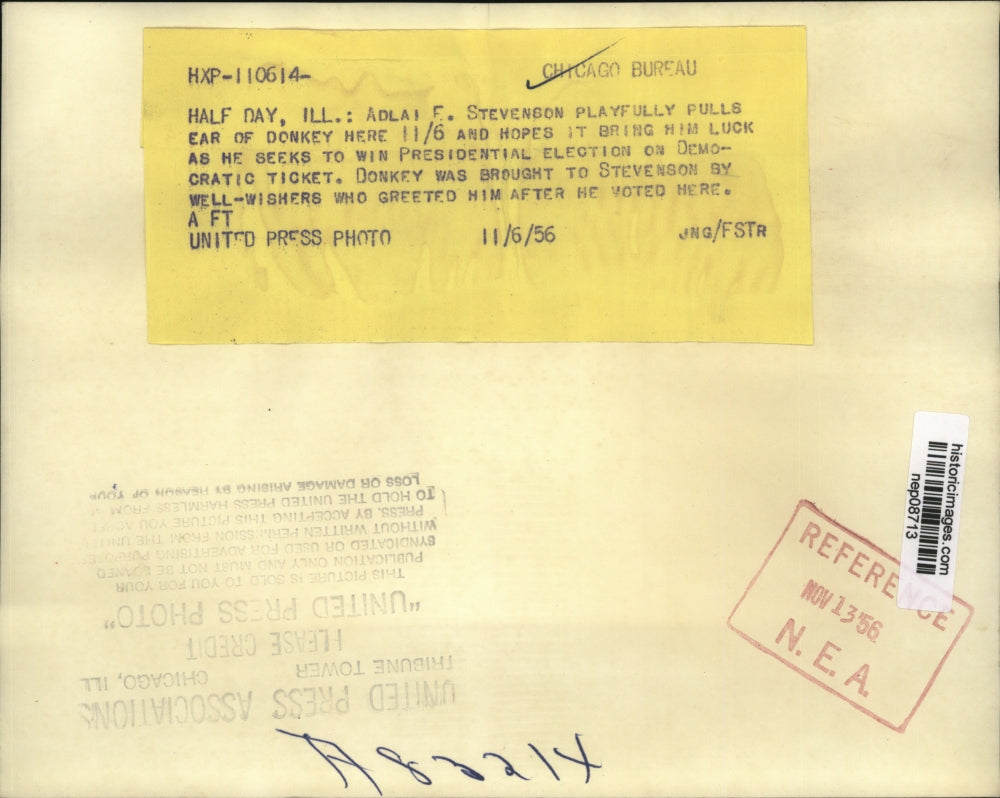 HXP-110614-
CHICAGO BUREAU
HALF DAY, ILL.: ADLAI E. STEVENSON PLAYFULLY PULLS
EAR OF DONKEY HERE 11/6 AND HOPES IT BRING HIM LUCK
AS HE SEEKS TO WIN PRESIDENTIAL ELECTION ON DEMO-
CRATIC TICKET. DONKEY WAS BROUGHT TO STEVENSON BY
WELL-WISHERS WHO GREETED HIM AFTER HE VOTED HERE.
A FT
UNITED PRESS PHOTO 11/6/56 JNG/FSTR
historicimages.com
nep08713
REFERENCE
NOV 13 '56
N. E. A.
UNITED PRESS ASSOCIATIONS
TRIBUNE TOWER CHICAGO, ILL
PLEASE CREDIT
"UNITED PRESS PHOTO"
THIS PICTURE IS SOLD TO YOU FOR YOUR
PUBLICATION ONLY AND MUST NOT BE LOANED
SYNDICATED OR USED FOR ADVERTISING PURPOSES
WITHOUT WRITTEN PERMISSION FROM THE UNITED
PRESS. BY ACCEPTING THIS PICTURE YOU AGREE
TO HOLD THE UNITED PRESS HARMLESS FROM
LOSS OR DAMAGE ARISING BY REASON OF YOUR
A83214